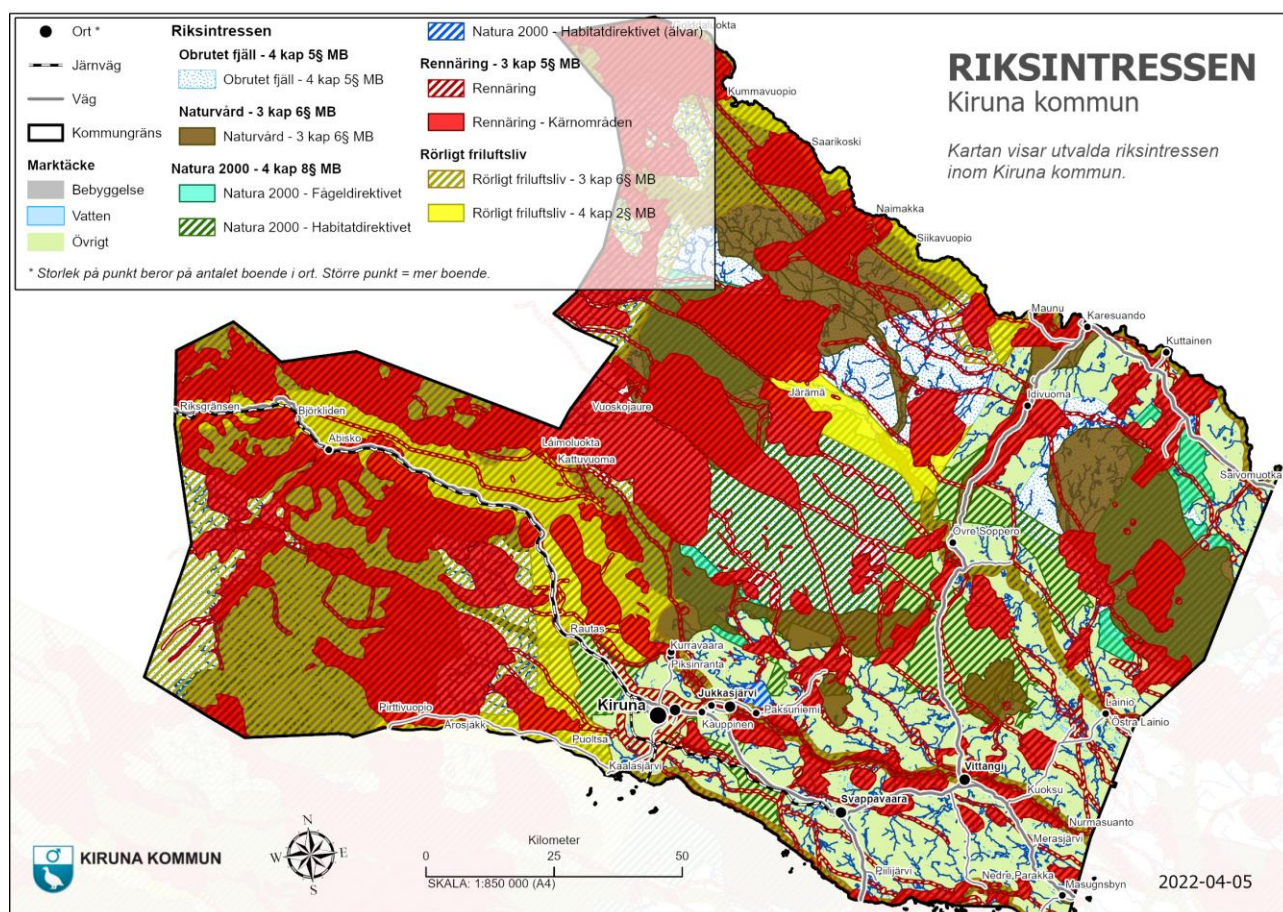 RIKSINTRESSEN
Kiruna kommun
Kartan visar utvalda riksintressen
inom Kiruna kommun.
Ort *
Järnväg
Väg
Kommungräns
Marktäcke
Bebyggelse
Vatten
Övrigt
Riksintressen
Obrutet fjäll - 4 kap 5§ MB
Obrutet fjäll - 4 kap 5§ MB
Naturvård - 3 kap 6§ MB
Naturvård - 3 kap 6§ MB
Natura 2000 - 4 kap 8§ MB
Natura 2000 - Fågeldirektivet
Natura 2000 - Habitatdirektivet
Natura 2000 - Habitatdirektivet (älvar)
Rennäring - 3 kap 5§ MB
Rennäring
Rennäring - Kärnområden
Rörligt friluftsliv
Rörligt friluftsliv - 3 kap 6§ MB
Rörligt friluftsliv - 4 kap 2§ MB
* Storlek på punkt beror på antalet boende i ort. Större punkt = mer boende.
Kummavuopio
Saarikoski
Naimakka
Siikavuopio
Maunu
Karesuando
Kuttainen
Idivuoma
Järämä
Saivomuotka
Vuoskojaure
Riksgränsen
Björkliden
Abisko
Láimoluokta
Kattuvuoma
Övre Soppero
Rautas
Kurravaara
Piksinranta
Jukkasjärvi
Kiruna
Kauppinen
Paksuniemi
Lainio
Östra Lainio
Pirttivuopio
Arosjåkk
Puoltsa
Kaalasjärvi
Vittangi
Kuoksu
Svappavaara
Nurmasuanto
Merasjärvi
Piilijärvi
Nedre Parakka
Masugnsbyn
KIRUNA KOMMUN
N
W
E
S
Kilometer
0
25
50
SKALA: 1:850 000 (A4)
2022-04-05